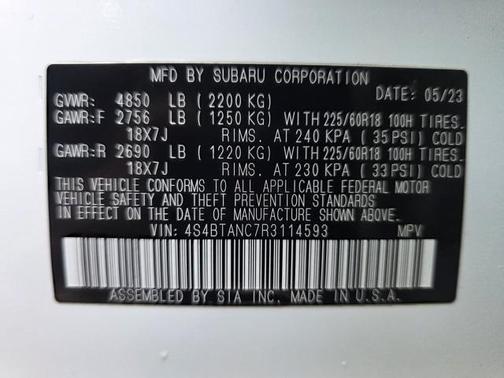 MFD BY SUBARU CORPORATION
DATE: 05/23
GVWR: 4850 LB (2200 KG)
GAWR:F 2756 LB (1250 KG) WITH 225/60R18 100H TIRES.
18X7J RIMS. AT 240 KPA (35 PSI) COLD
GAWR:R 2690 LB (1220 KG) WITH 225/60R18 100H TIRES.
18X7J RIMS. AT 230 KPA (33 PSI) COLD
THIS VEHICLE CONFORMS TO ALL APPLICABLE FEDERAL MOTOR
VEHICLE SAFETY AND THEFT PREVENTION STANDARDS
IN EFFECT ON THE DATE OF MANUFACTURE SHOWN ABOVE.
VIN: 4S4BTANC7R3114593 MPV
ASSEMBLED BY SIA INC. MADE IN U.S.A.